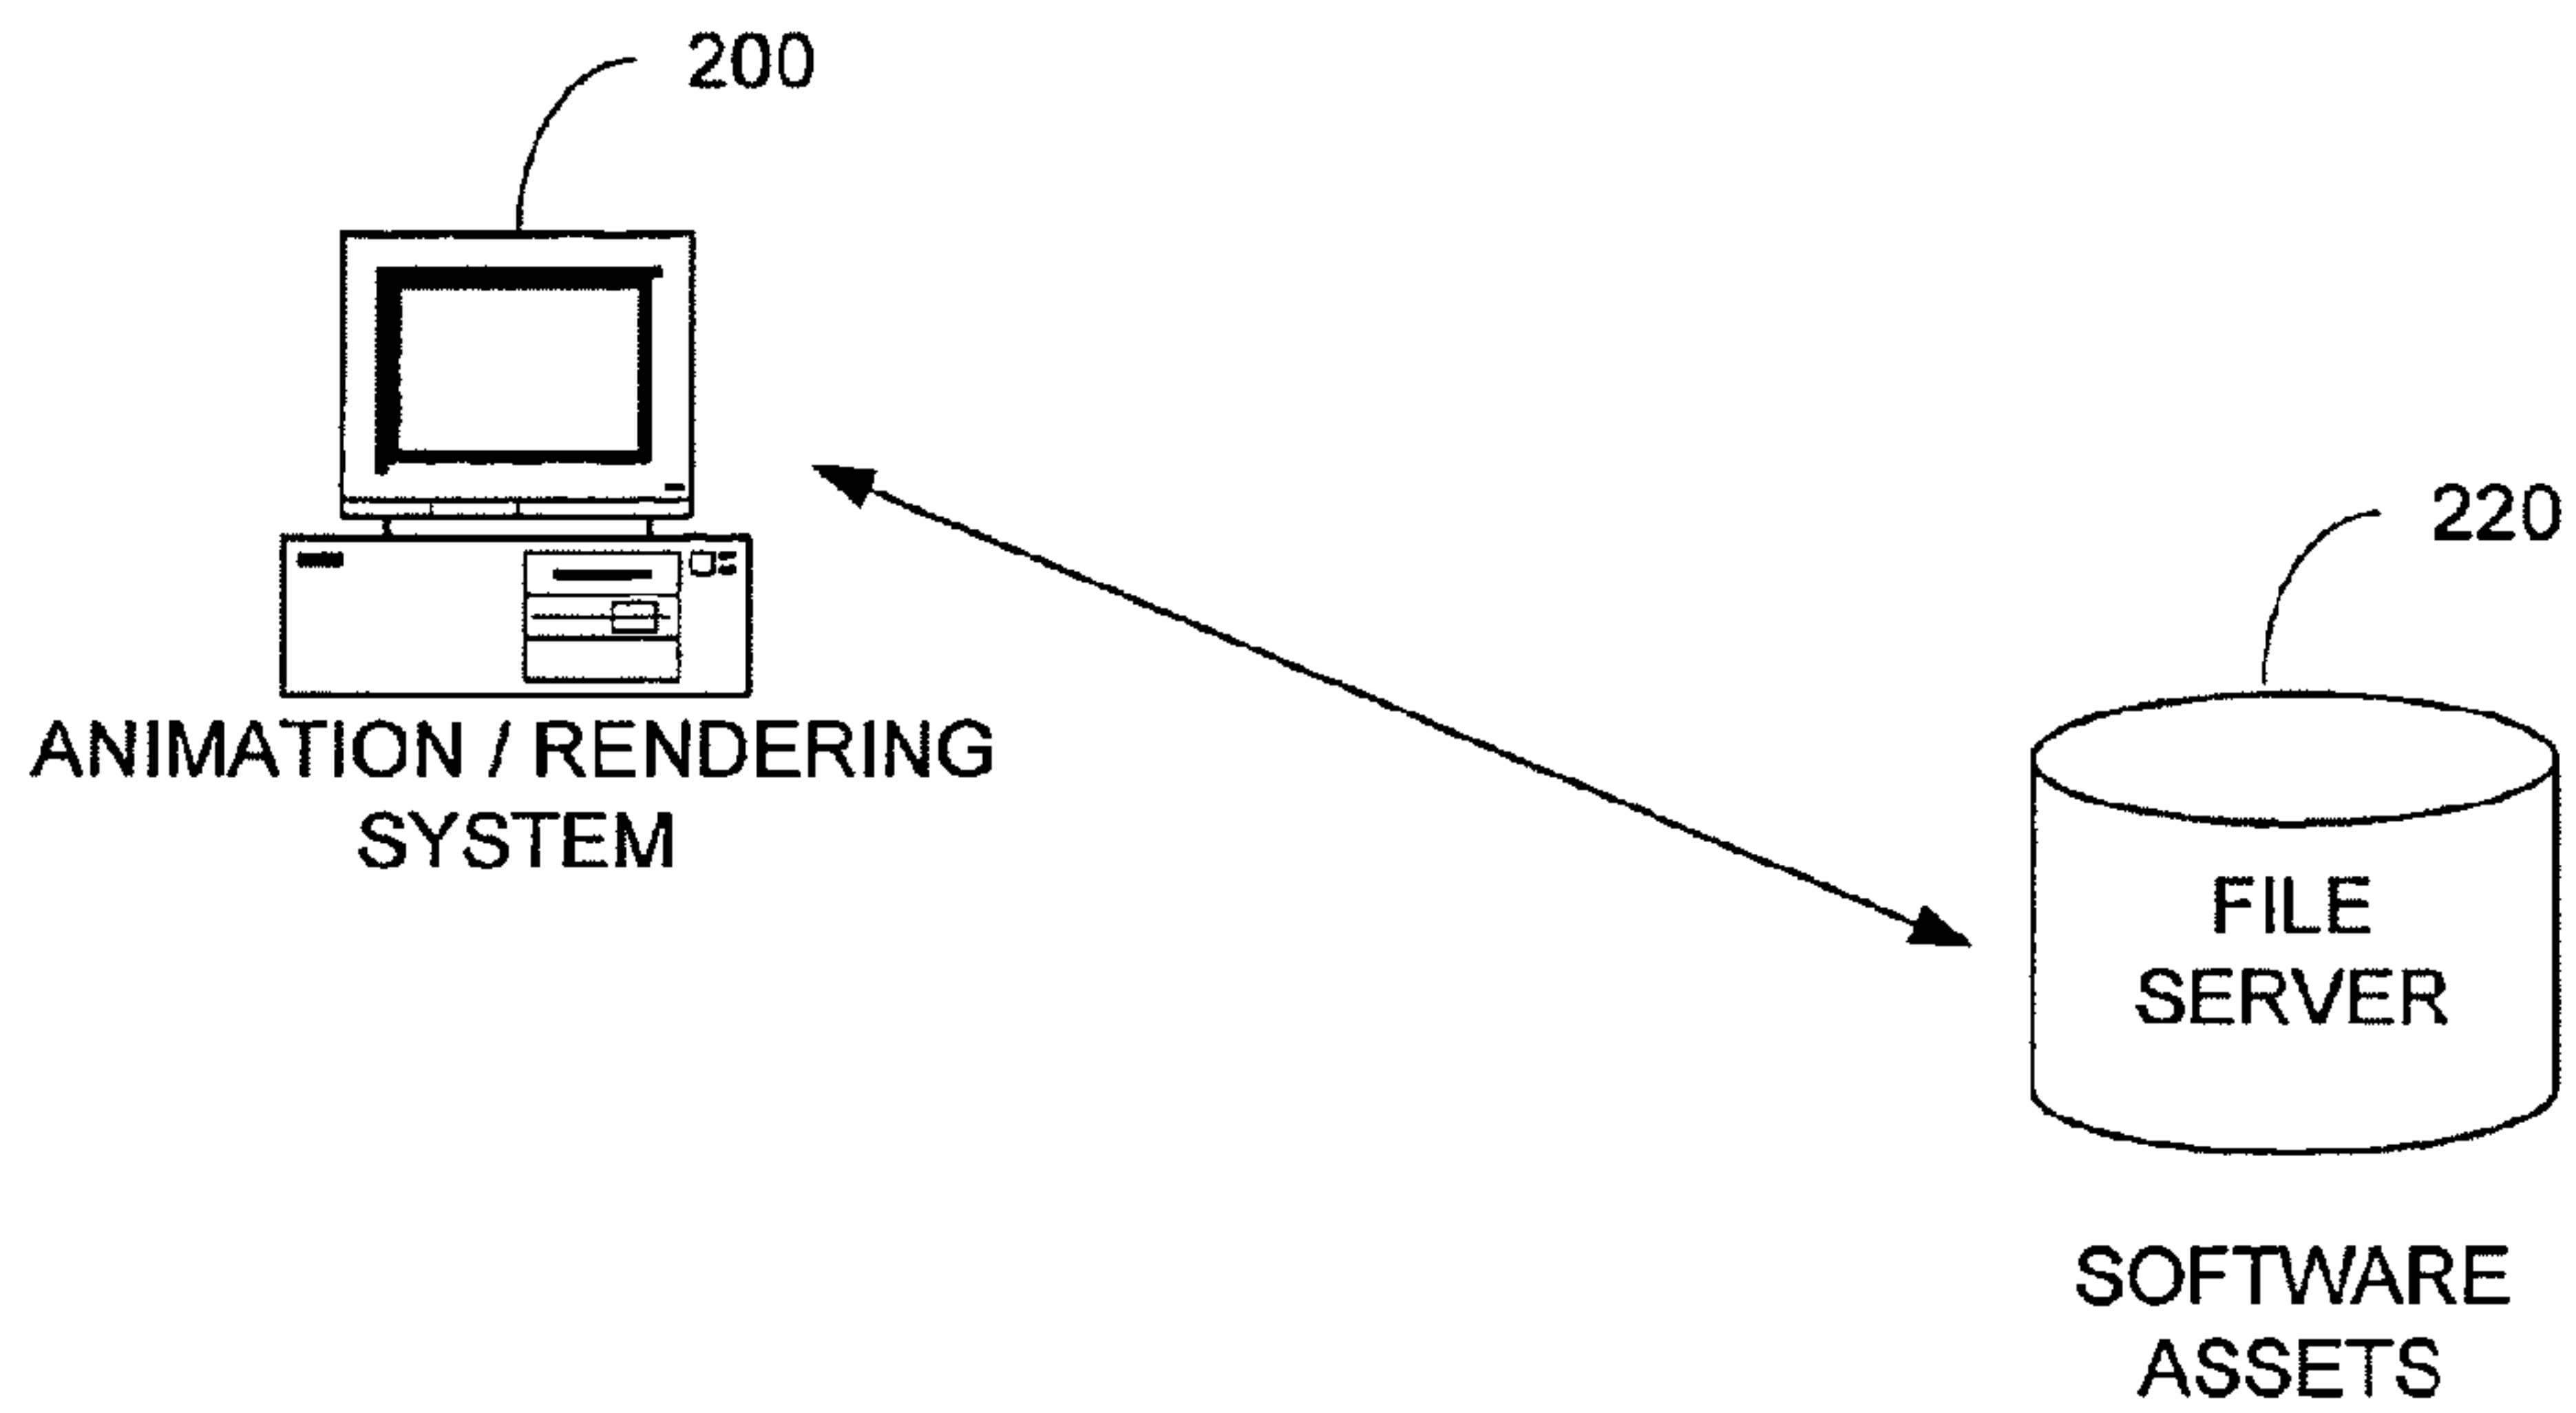 200
ANIMATION / RENDERING
SYSTEM
220
FILE
SERVER
SOFTWARE
ASSETS